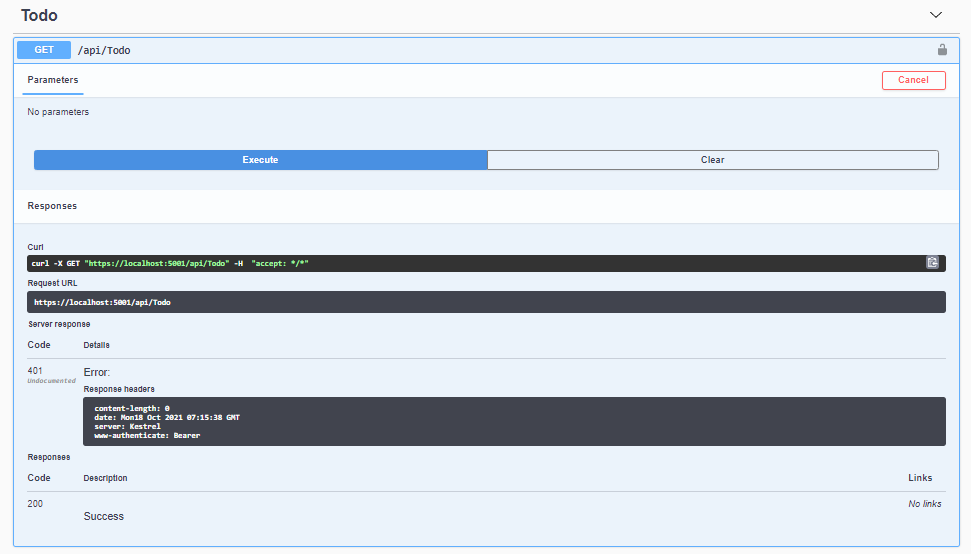 Todo
GET /api/Todo
Parameters Cancel
No parameters
Execute Clear
Responses
Curl
curl -X GET "https://localhost:5001/api/Todo" -H "accept: */*"
Request URL
https://localhost:5001/api/Todo
Server response
Code Details
401 Error:
Undocumented
Response headers
content-length: 0
date: Mon18 Oct 2021 07:15:38 GMT
server: Kestrel
www-authenticate: Bearer
Responses
Code Description Links
200 No links
Success